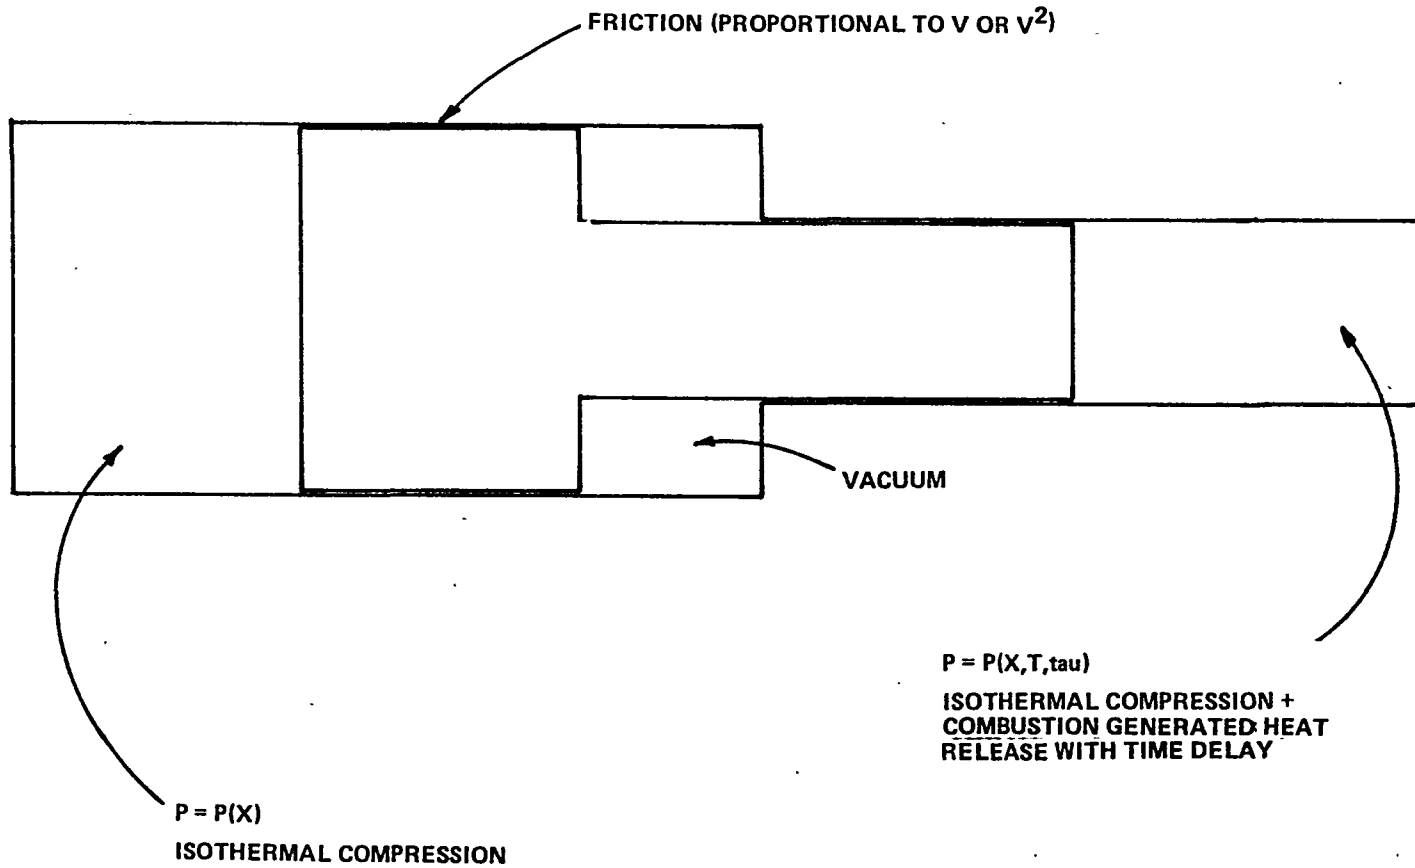 FRICTION (PROPORTIONAL TO V OR V²)
VACUUM
P = P(X,T,tau)
ISOTHERMAL COMPRESSION +
COMBUSTION GENERATED HEAT
RELEASE WITH TIME DELAY
P = P(X)
ISOTHERMAL COMPRESSION